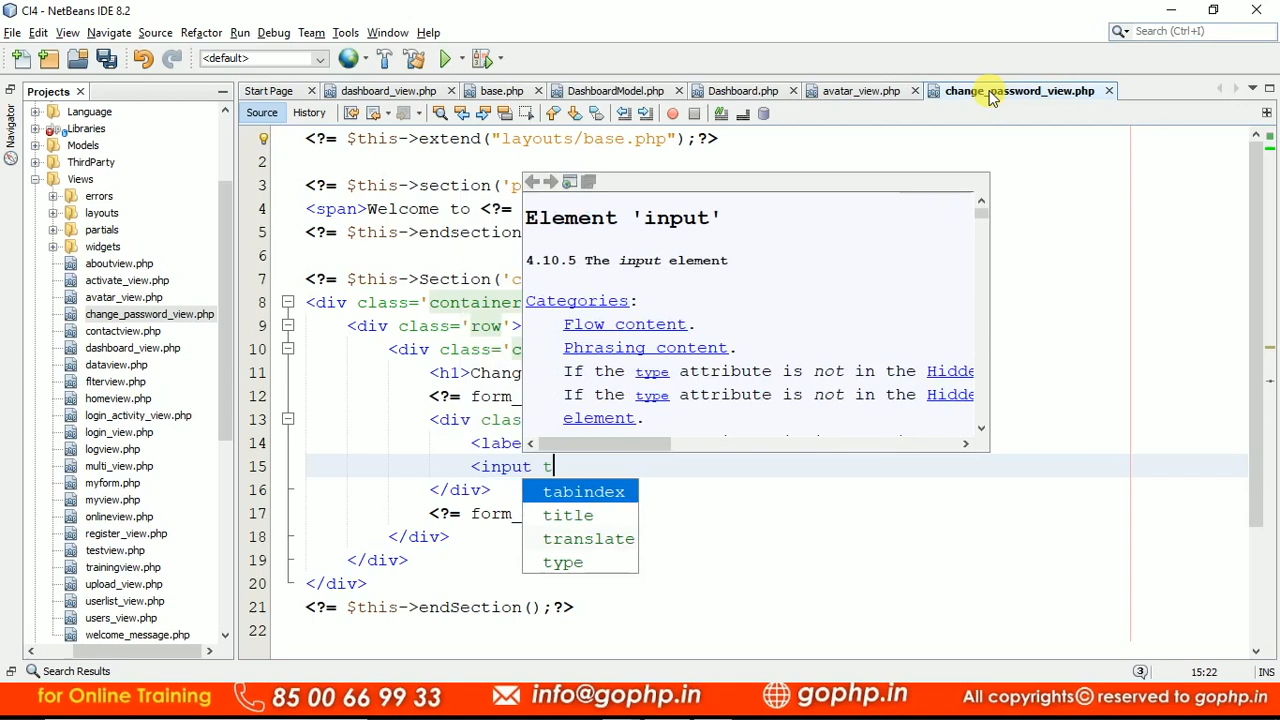 CI4 - NetBeans IDE 8.2
File Edit View Navigate Source Refactor Run Debug Team Tools Window Help
Search (Ctrl+I)
<default>
Projects
Start Page dashboard_view.php base.php DashboardModel.php Dashboard.php avatar_view.php change_password_view.php
Source History
Navigator
Language
Libraries
Models
ThirdParty
Views
errors
layouts
partials
widgets
aboutview.php
activate_view.php
avatar_view.php
change_password_view.php
contactview.php
dashboard_view.php
dataview.php
flterview.php
homeview.php
login_activity_view.php
login_view.php
logview.php
multi_view.php
myform.php
myview.php
onlineview.php
register_view.php
testview.php
trainingview.php
upload_view.php
userlist_view.php
users_view.php
welcome_message.php
<?= $this->extend("layouts/base.php");?>
2
3 <?= $this->section('p
4 <span>Welcome to <?=
5 <?= $this->endsection
6
7 <?= $this->Section('c
8 <div class='container
9 <div class='row'>
10 <div class='c
11 <h1>Chang
12 <?= form_
13 <div clas
14 <labe
15 <input t
16 </div>
17 <?= form_
18 </div>
19 </div>
20 </div>
21 <?= $this->endSection();?>
22
Element 'input'
4.10.5 The input element
Categories:
Flow content.
Phrasing content.
If the type attribute is not in the Hidde
If the type attribute is not in the Hidde
element.
tabindex
title
translate
type
Search Results
3 15:22 INS
for Online Training 85 00 66 99 33 info@gophp.in gophp.in All copyrights© reserved to gophp.in